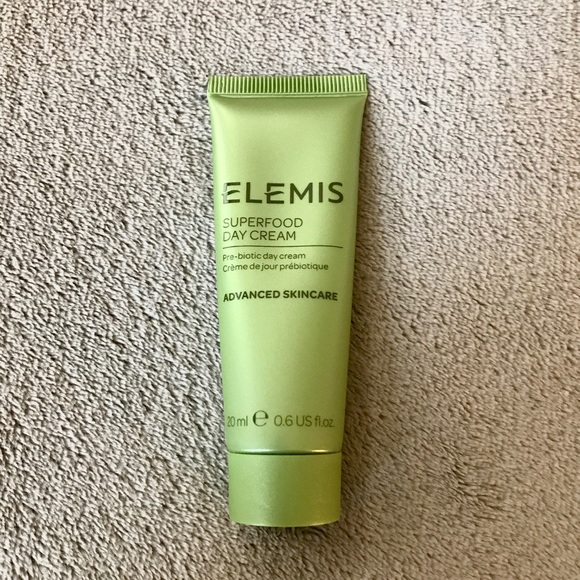 ELEMIS
SUPERFOOD
DAY CREAM
Pre-biotic day cream
Crème de jour prébiotique
ADVANCED SKINCARE
20 ml ℮ 0.6 US fl.oz.